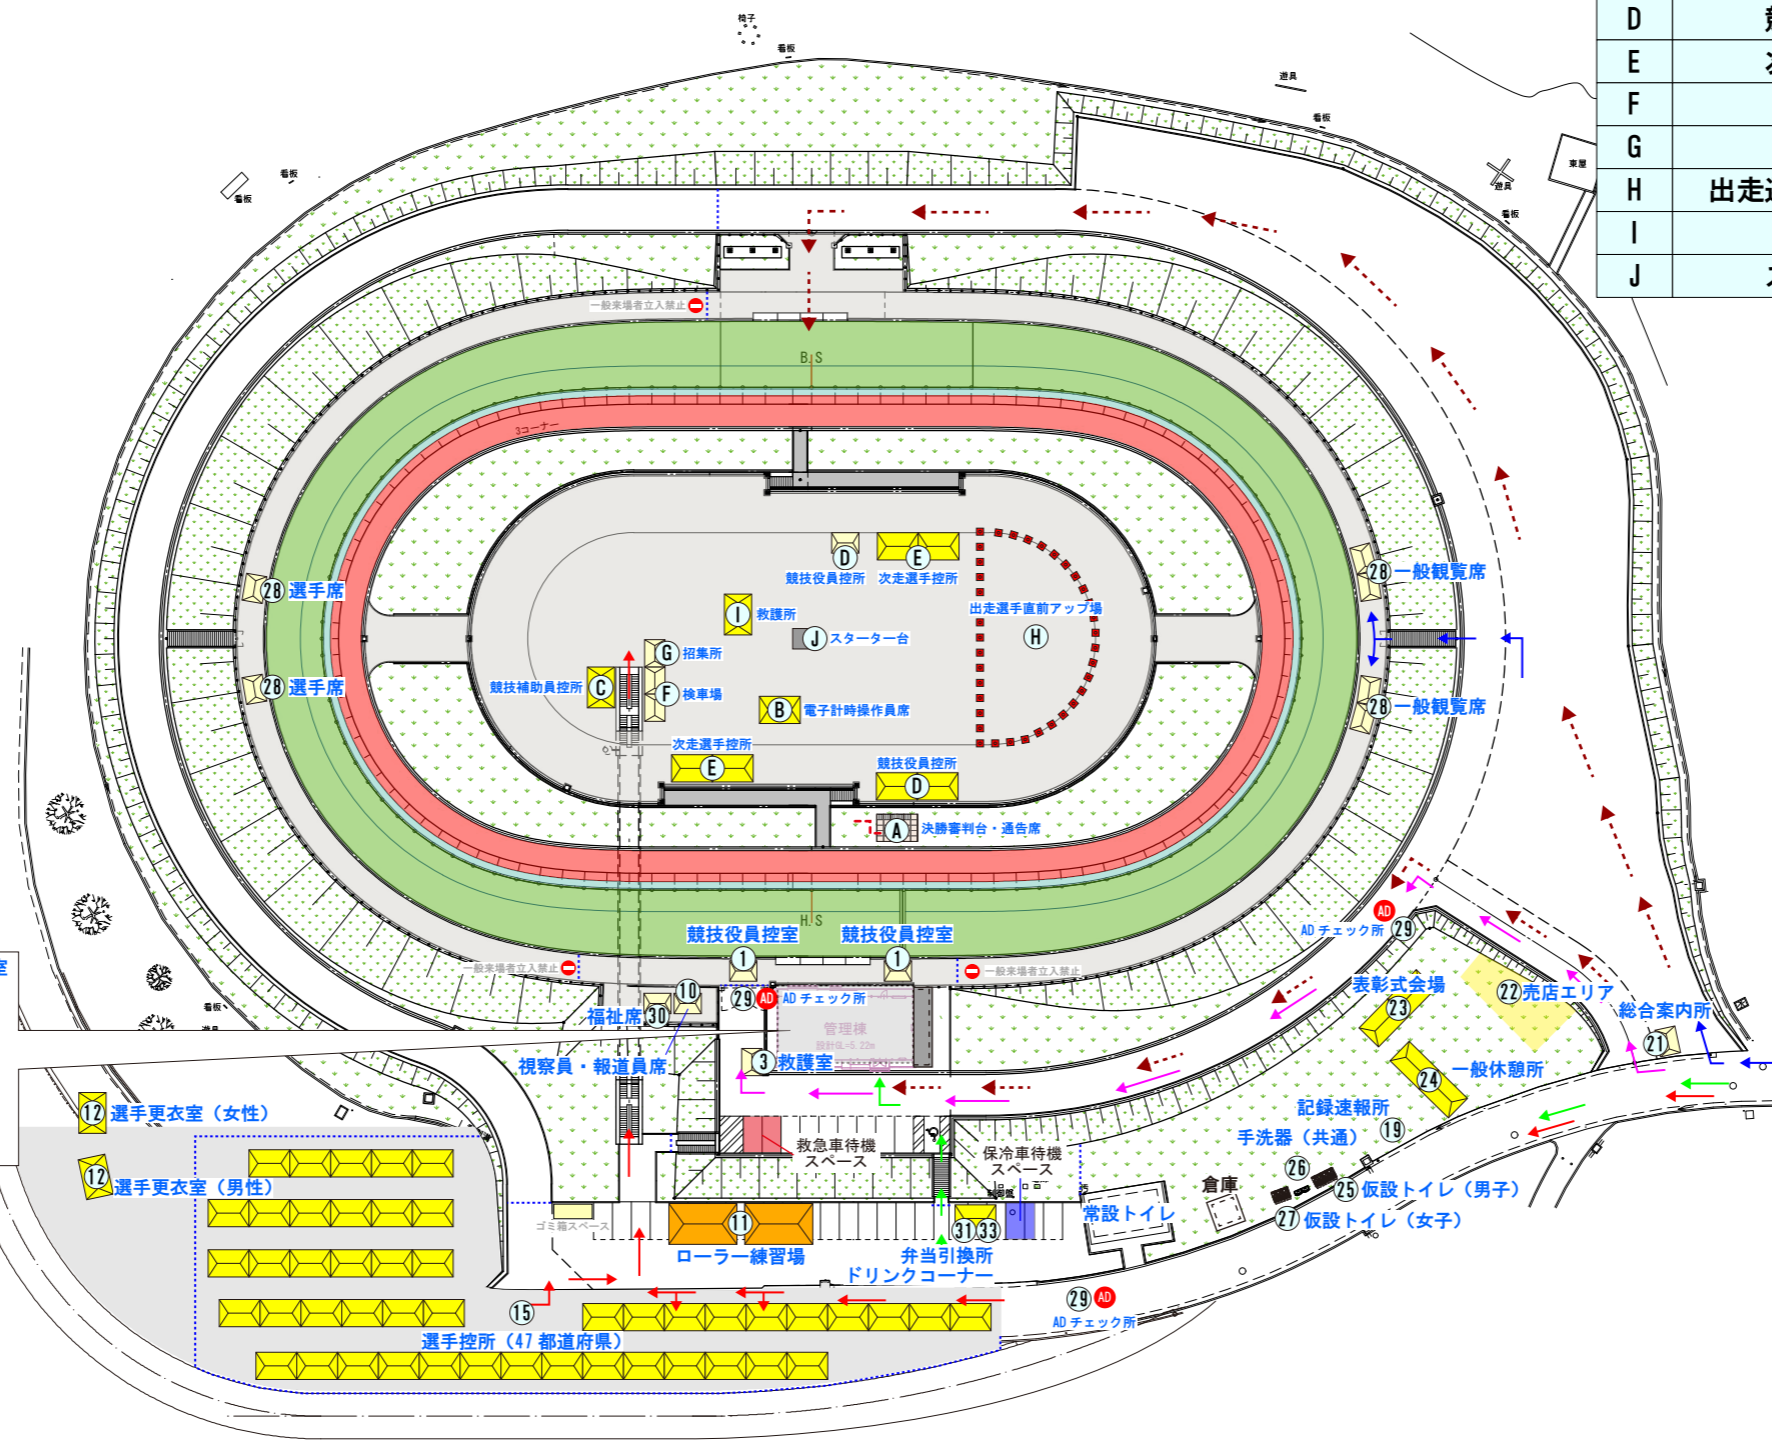 椅子
看板
遊具
看板
東屋
遊具
看板
看板
看板
D
E
F
G
H 出走
I
J
一般来場者立入禁止
B.S
3コーナー
D
競技役員控所
E
次走選手控所
I 救護所
出走選手直前アップ場
H
J スターター台
G 招集所
競技補助員控所 C
F 検車場
B 電子計時操作員席
次走選手控所
E
競技役員控所
D
A 決勝審判台・通告席
28 選手席
28 選手席
28 一般観覧席
28 一般観覧席
H.S
競技役員控室
1
競技役員控室
1
一般来場者立入禁止
一般来場者立入禁止
AD
AD チェック所 29
10
福祉席 30
29 AD AD チェック所
管理棟
設計GL=5.22m
視察員・報道員席
3 救護室
表彰式会場
23
22 売店エリア
総合案内所
21
24 一般休憩所
記録速報所
19
手洗器（共通）
26
25 仮設トイレ（男子）
27 仮設トイレ（女子）
倉庫
常設トイレ
室
看板
遊具
12 選手更衣室（女性）
12 選手更衣室（男性）
救急車待機
スペース
保冷車待機
スペース
ゴミ箱スペース
11
ローラー練習場
31 33
弁当引換所
ドリンクコーナー
15
選手控所（47 都道府県）
29 AD
AD チェック所